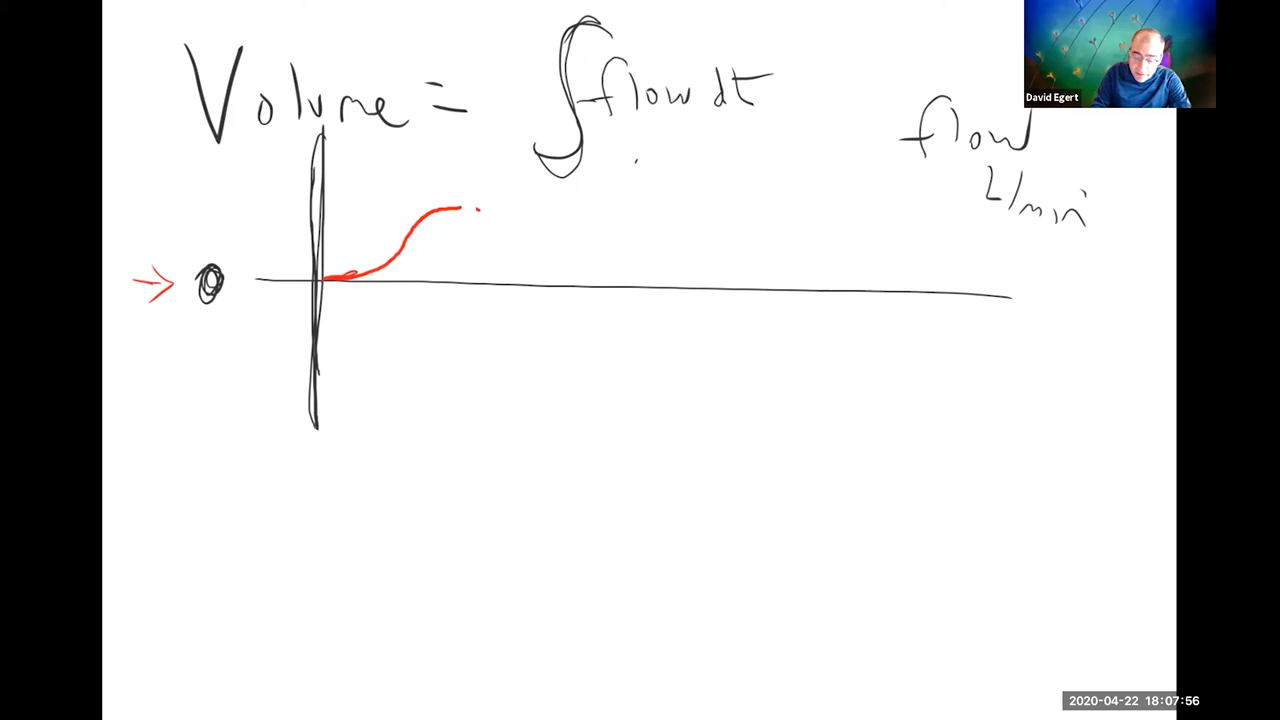 Volume = ∫flow dt
David Egert
flow
L/min
0
2020-04-22 18:07:56